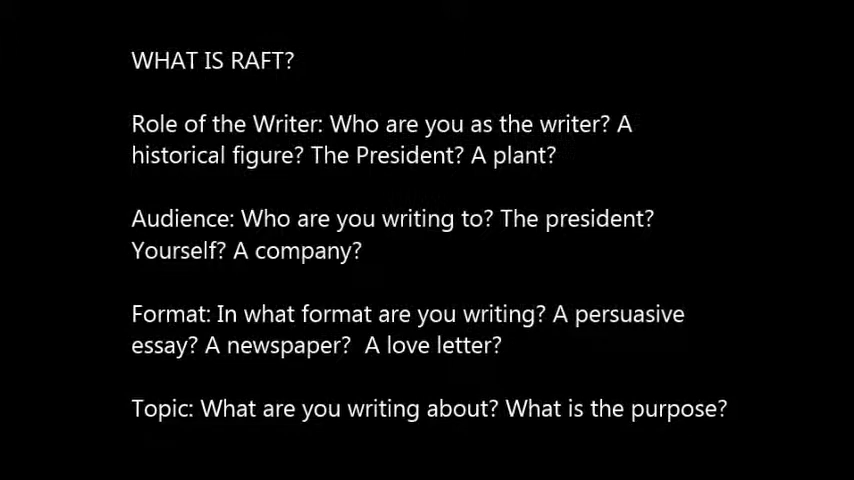 WHAT IS RAFT?
Role of the Writer: Who are you as the writer? A
historical figure? The President? A plant?
Audience: Who are you writing to? The president?
Yourself? A company?
Format: In what format are you writing? A persuasive
essay? A newspaper?  A love letter?
Topic: What are you writing about? What is the purpose?